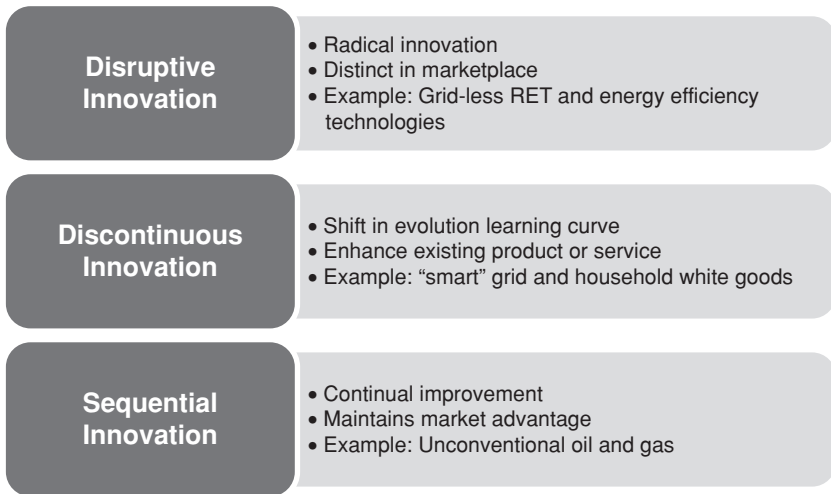 Disruptive
Innovation
• Radical innovation
• Distinct in marketplace
• Example: Grid-less RET and energy efficiency
technologies
Discontinuous
Innovation
• Shift in evolution learning curve
• Enhance existing product or service
• Example: “smart” grid and household white goods
Sequential
Innovation
• Continual improvement
• Maintains market advantage
• Example: Unconventional oil and gas